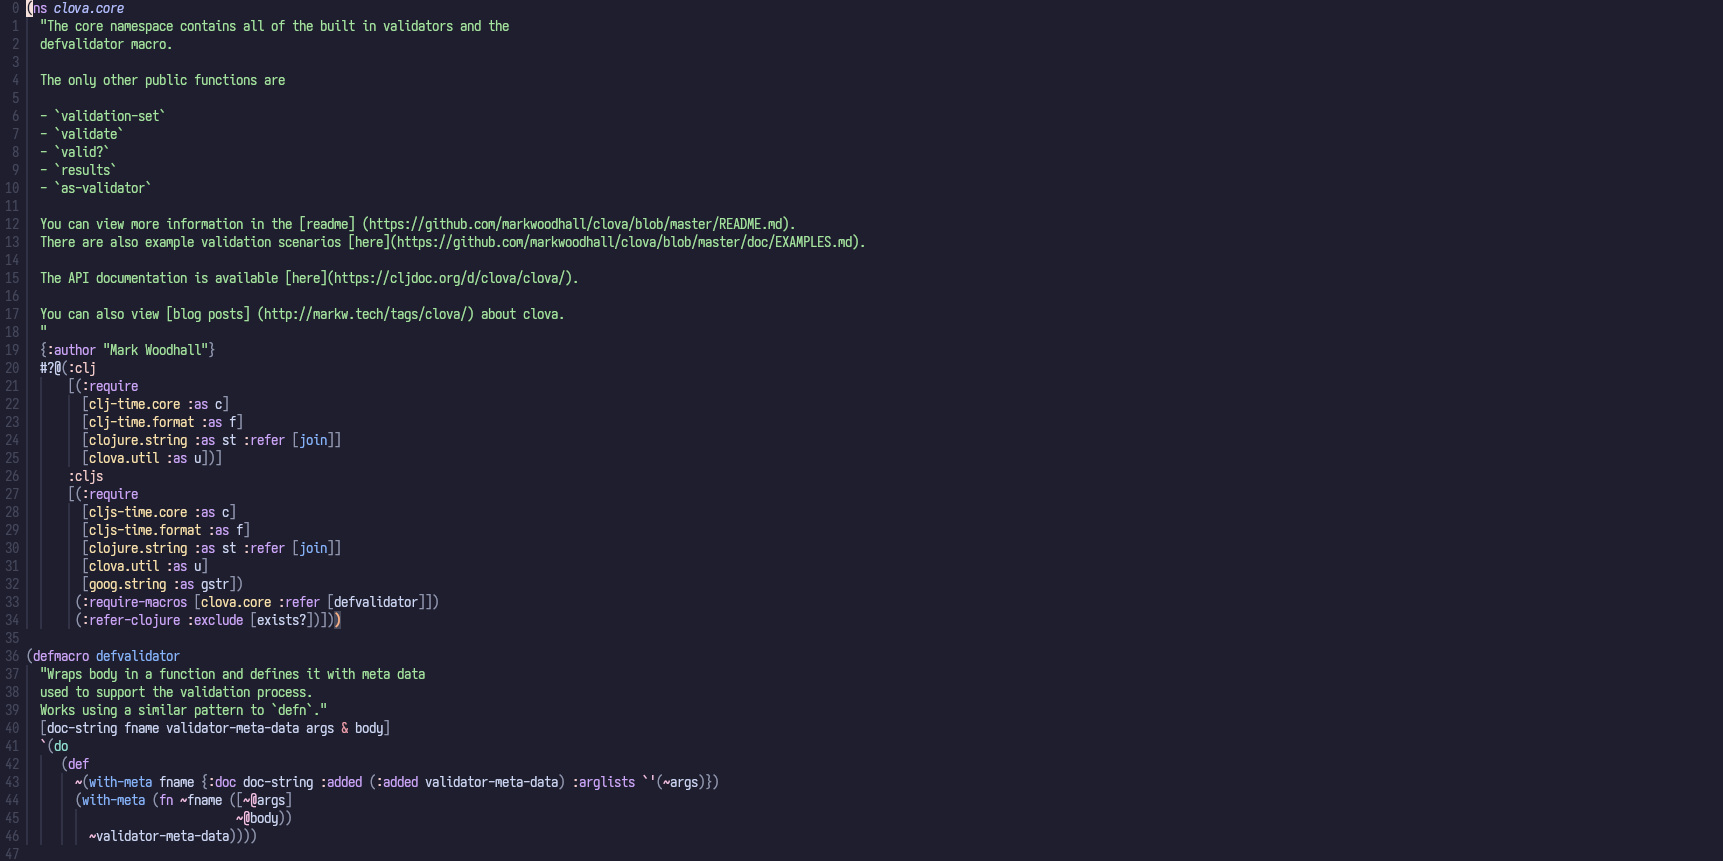 0 (ns clova.core
1 "The core namespace contains all of the built in validators and the
2 defvalidator macro.
3
4 The only other public functions are
5
6 - `validation-set`
7 - `validate`
8 - `valid?`
9 - `results`
10 - `as-validator`
11
12 You can view more information in the [readme] (https://github.com/markwoodhall/clova/blob/master/README.md).
13 There are also example validation scenarios [here](https://github.com/markwoodhall/clova/blob/master/doc/EXAMPLES.md).
14
15 The API documentation is available [here](https://cljdoc.org/d/clova/clova/).
16
17 You can also view [blog posts] (http://markw.tech/tags/clova/) about clova.
18 "
19 {:author "Mark Woodhall"}
20 #?@(:clj
21 [(:require
22 [clj-time.core :as c]
23 [clj-time.format :as f]
24 [clojure.string :as st :refer [join]]
25 [clova.util :as u])]
26 :cljs
27 [(:require
28 [cljs-time.core :as c]
29 [cljs-time.format :as f]
30 [clojure.string :as st :refer [join]]
31 [clova.util :as u]
32 [goog.string :as gstr])
33 (:require-macros [clova.core :refer [defvalidator]])
34 (:refer-clojure :exclude [exists?])]))
35
36 (defmacro defvalidator
37 "Wraps body in a function and defines it with meta data
38 used to support the validation process.
39 Works using a similar pattern to `defn`."
40 [doc-string fname validator-meta-data args & body]
41 `(do
42 (def
43 ~(with-meta fname {:doc doc-string :added (:added validator-meta-data) :arglists `'(~args)})
44 (with-meta (fn ~fname ([~@args]
45 ~@body))
46 ~validator-meta-data))))
47